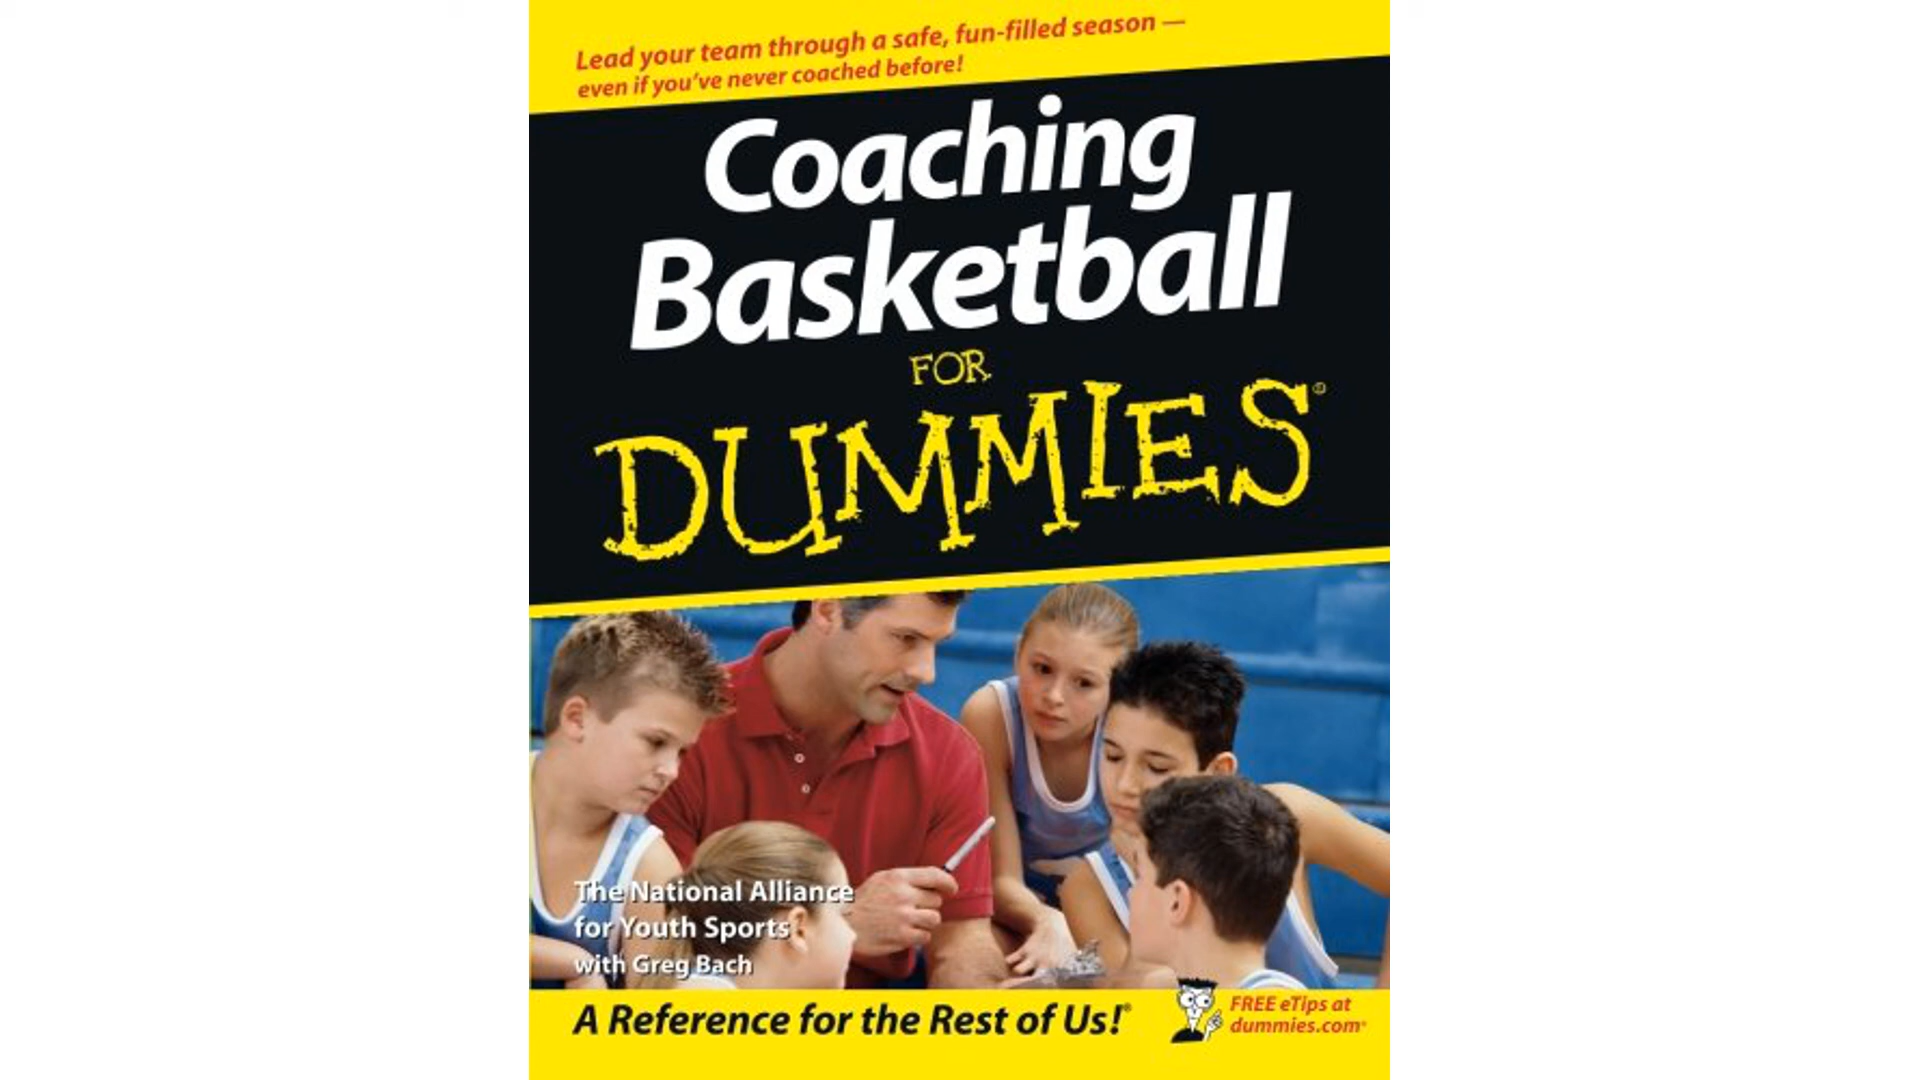 Lead your team through a safe, fun-filled season —
even if you've never coached before!
Coaching
Basketball
FOR
DUMMIES®
The National Alliance
for Youth Sports
with Greg Bach
A Reference for the Rest of Us!®
FREE eTips at
dummies.com®